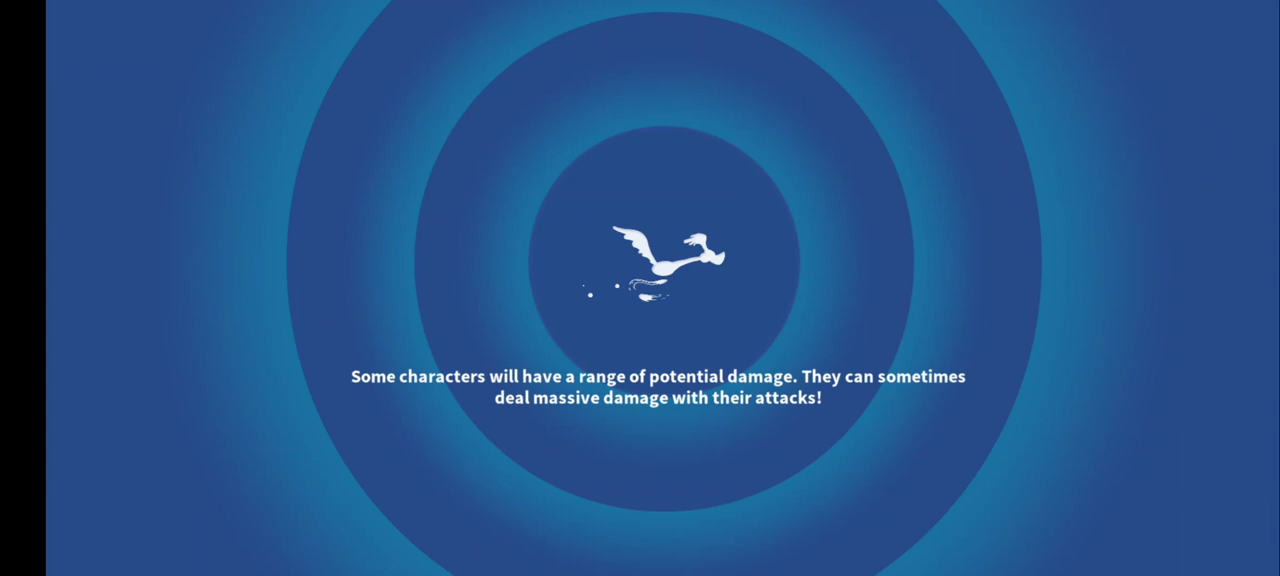 Some characters will have a range of potential damage. They can sometimes
deal massive damage with their attacks!